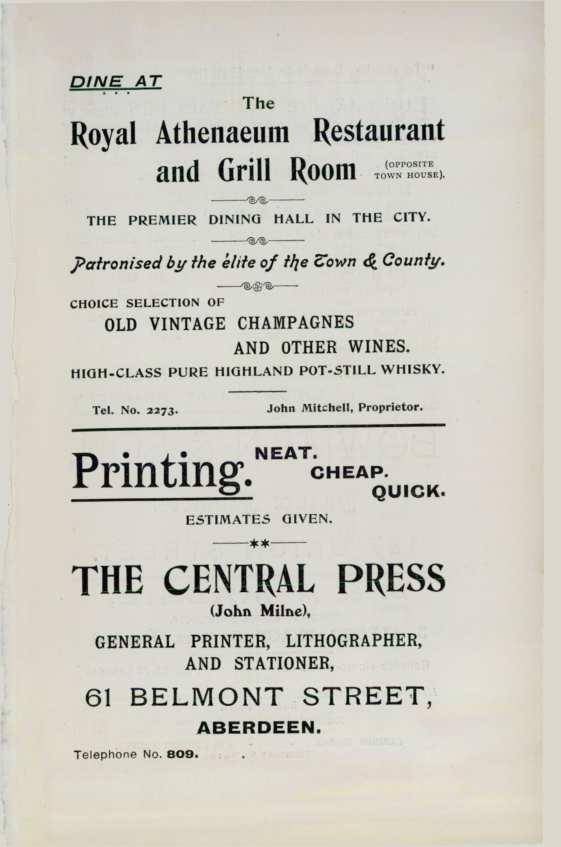 DINE AT
The
Royal Athenaeum Restaurant
and Grill Room (OPPOSITE TOWN HOUSE).
THE PREMIER DINING HALL IN THE CITY.
Patronised by the élite of the Town & County.
CHOICE SELECTION OF
OLD VINTAGE CHAMPAGNES
AND OTHER WINES.
HIGH-CLASS PURE HIGHLAND POT-STILL WHISKY.
Tel. No. 2273. John Mitchell, Proprietor.
Printing. NEAT.
CHEAP.
QUICK.
ESTIMATES GIVEN.
THE CENTRAL PRESS
(John Milne),
GENERAL PRINTER, LITHOGRAPHER,
AND STATIONER,
61 BELMONT STREET,
ABERDEEN.
Telephone No. 809.